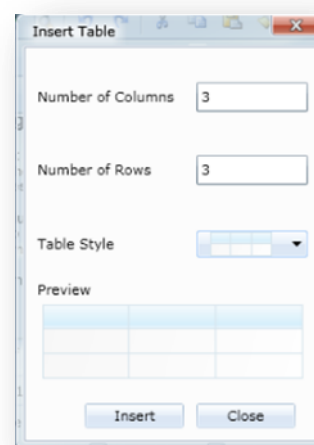 Insert Table
Number of Columns 3
Number of Rows 3
Table Style
Preview
Insert Close